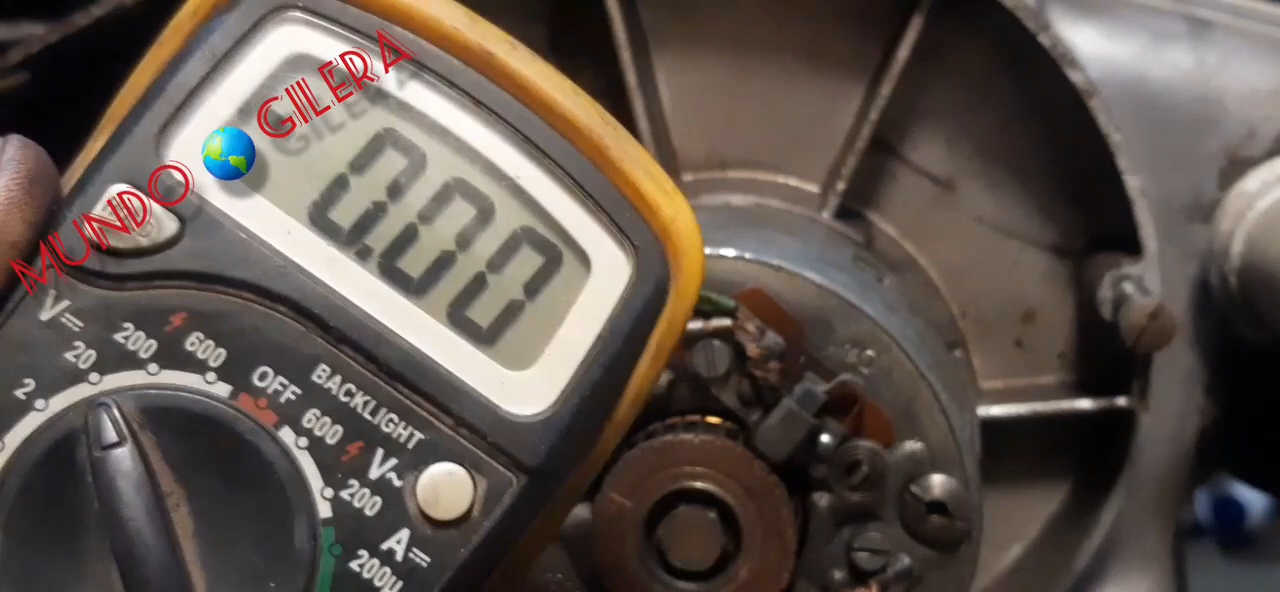 MUNDO GILERA
0.00
V⎓
2
20
200
600
OFF
BACKLIGHT
600
V~
200
A⎓
200µ